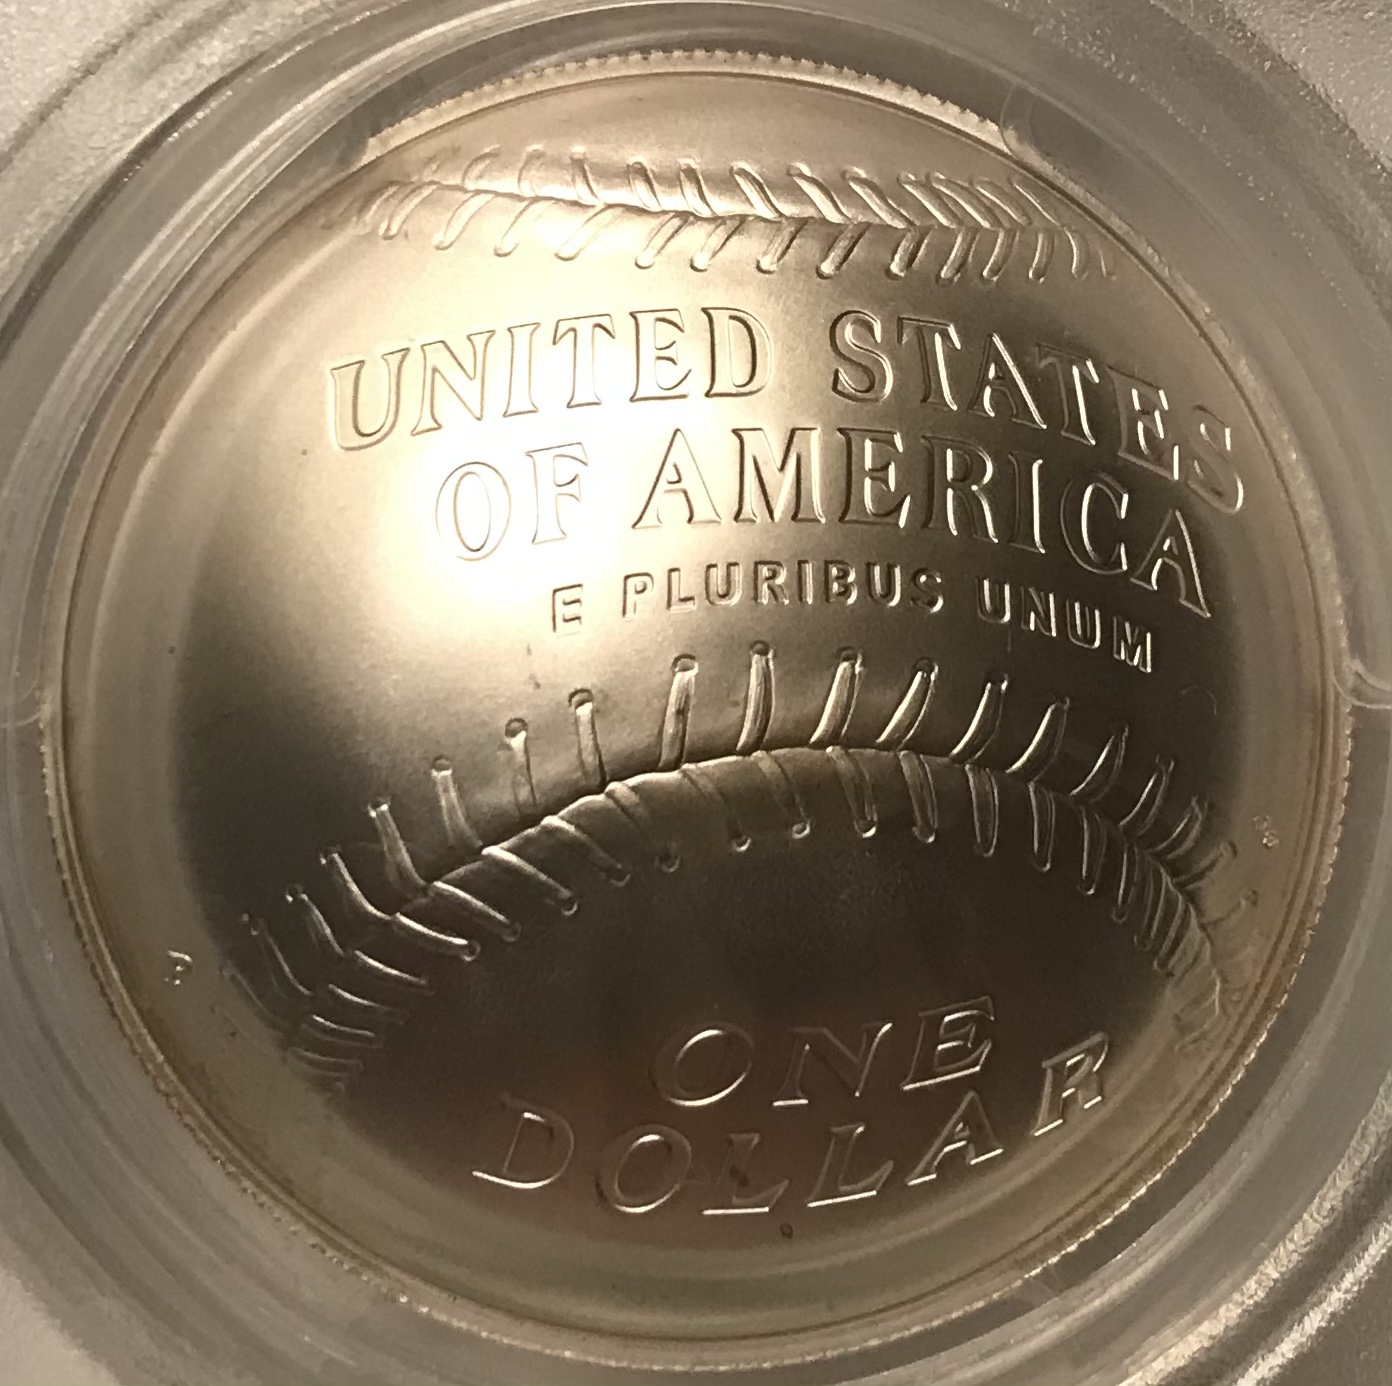 UNITED STATES
OF AMERICA
E PLURIBUS UNUM
P
ONE
DOLLAR